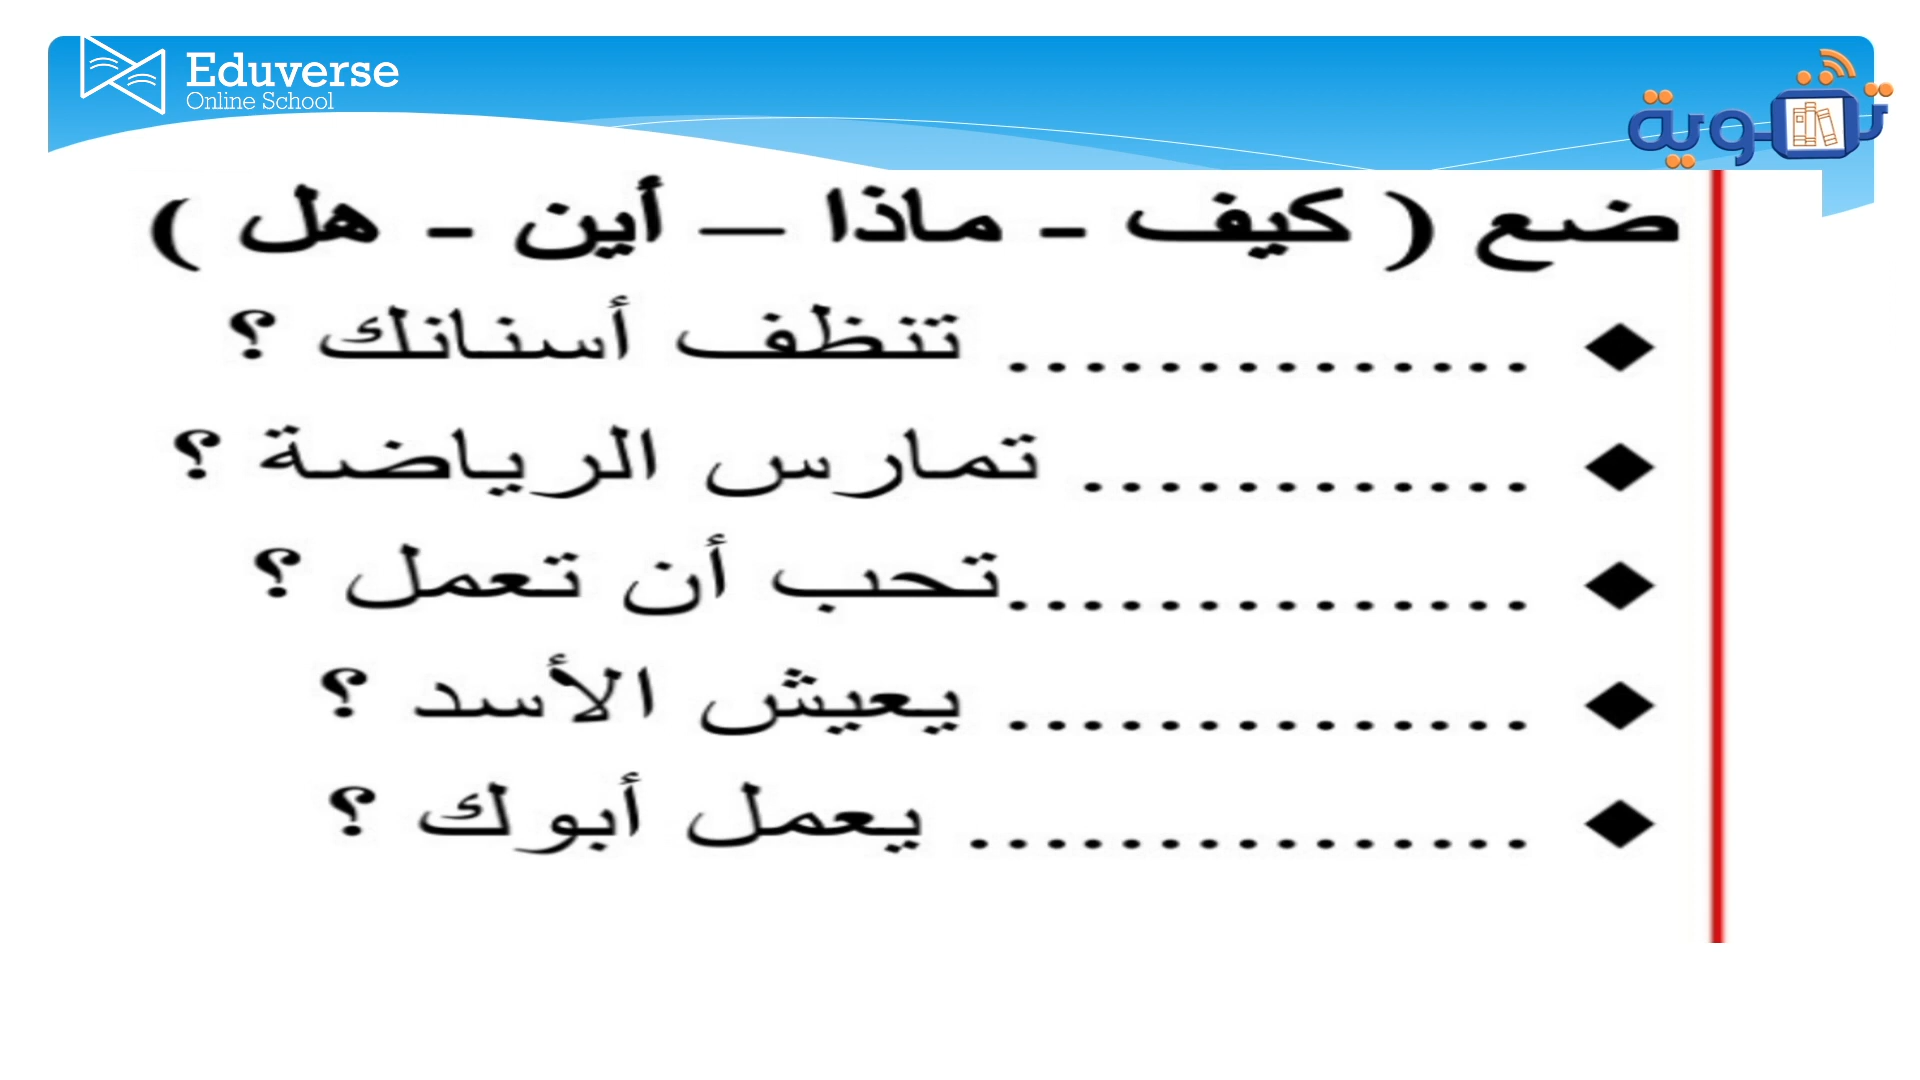 Eduverse
Online School
تقوية
ضع ( كيف - ماذا – أين - هل )
◆ .............. تنظف أسنانك ؟
◆ ............ تمارس الرياضة ؟
◆ ..............تحب أن تعمل ؟
◆ .............. يعيش الأسد ؟
◆ ............... يعمل أبوك ؟